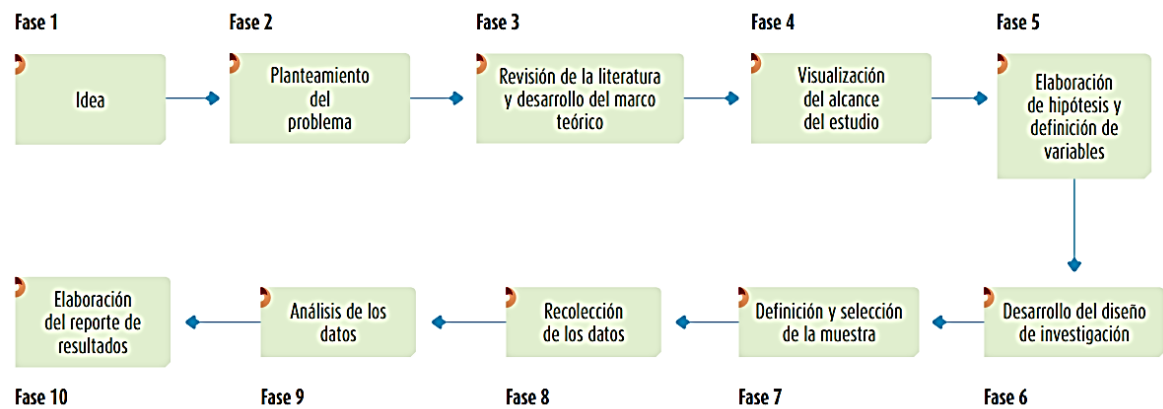 Fase 1
Idea
Fase 2
Planteamiento
del
problema
Fase 3
Revisión de la literatura
y desarrollo del marco
teórico
Fase 4
Visualización
del alcance
del estudio
Fase 5
Elaboración
de hipótesis y
definición de
variables
Desarrollo del diseño
de investigación
Fase 6
Definición y selección
de la muestra
Fase 7
Recolección
de los datos
Fase 8
Análisis de los
datos
Fase 9
Elaboración
del reporte de
resultados
Fase 10